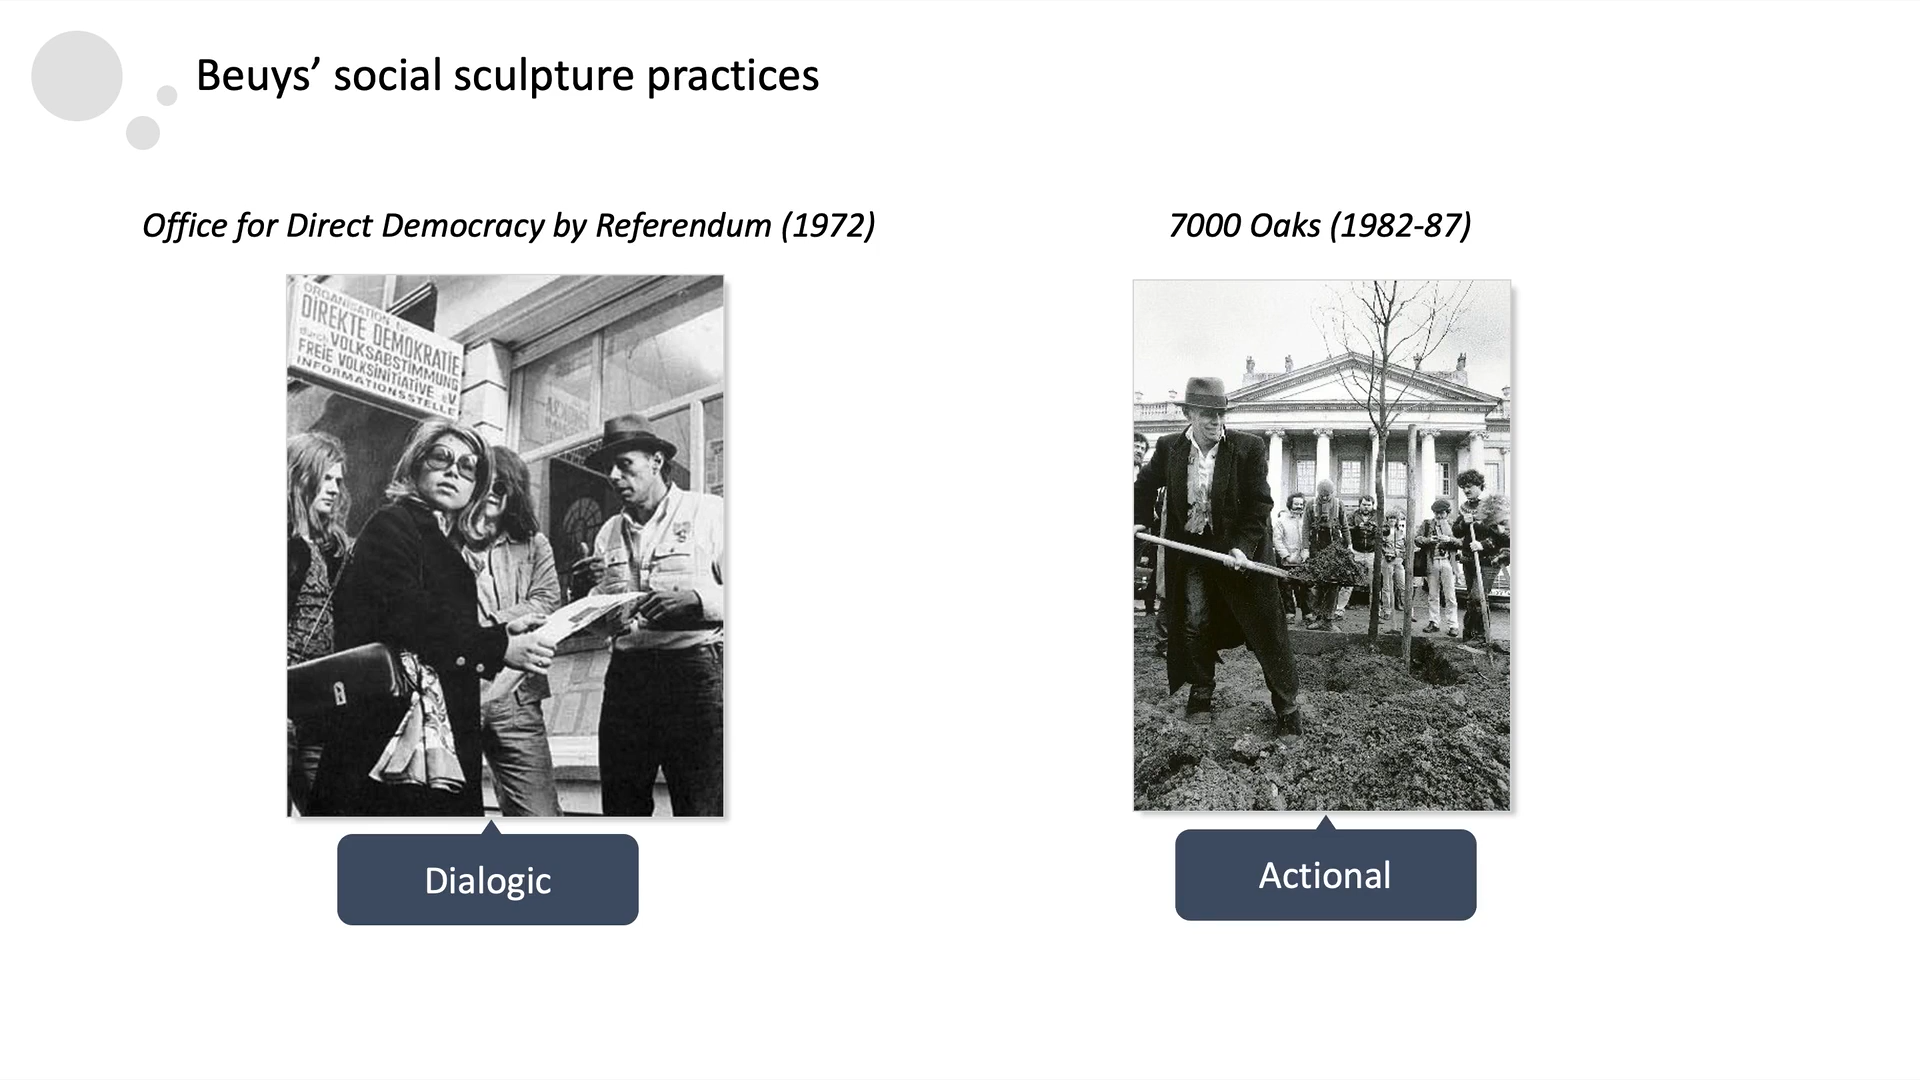 Beuys’ social sculpture practices
Office for Direct Democracy by Referendum (1972)
7000 Oaks (1982-87)
ORGANISATION für
DIREKTE DEMOKRATIE
durch VOLKSABSTIMMUNG
FREIE VOLKSINITIATIVE e.V.
INFORMATIONSSTELLE
Dialogic
Actional